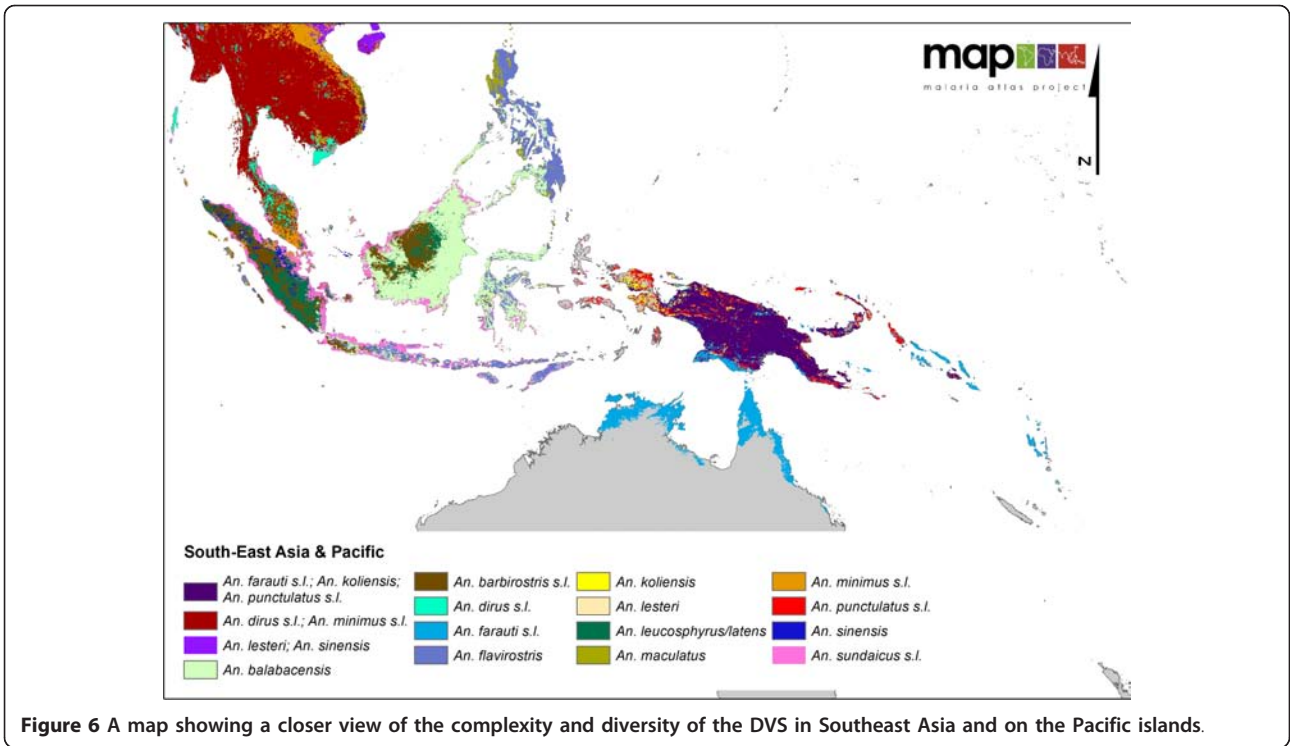 map
malaria atlas project
N
South-East Asia & Pacific
An. farauti s.l.; An. koliensis;
An. punctulatus s.l.
An. dirus s.l.; An. minimus s.l.
An. lesteri; An. sinensis
An. balabacensis
An. barbirostris s.l.
An. dirus s.l.
An. farauti s.l.
An. flavirostris
An. koliensis
An. lesteri
An. leucosphyrus/latens
An. maculatus
An. minimus s.l.
An. punctulatus s.l.
An. sinensis
An. sundaicus s.l.
Figure 6 A map showing a closer view of the complexity and diversity of the DVS in Southeast Asia and on the Pacific islands.